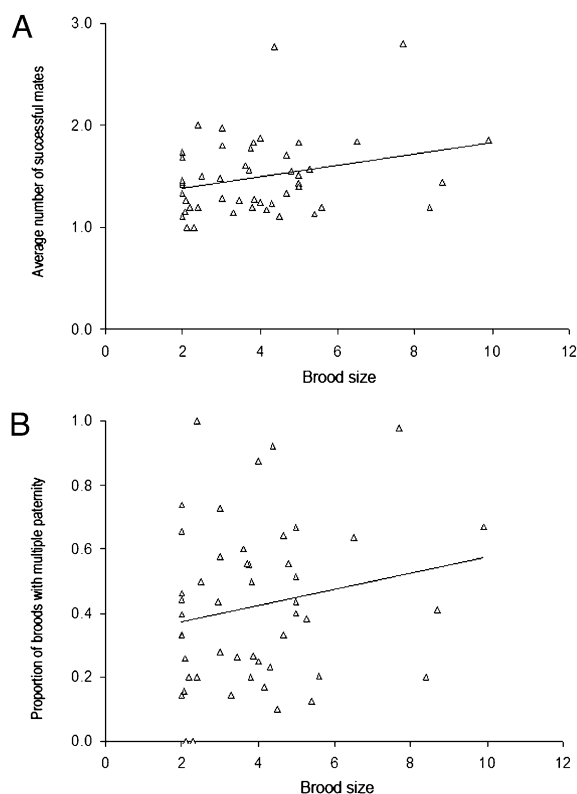 A
3.0
2.0
1.0
0.0
Average number of successful mates
0 2 4 6 8 10 12
Brood size
B
1.0
0.8
0.6
0.4
0.2
0.0
Proportion of broods with multiple paternity
0 2 4 6 8 10 12
Brood size